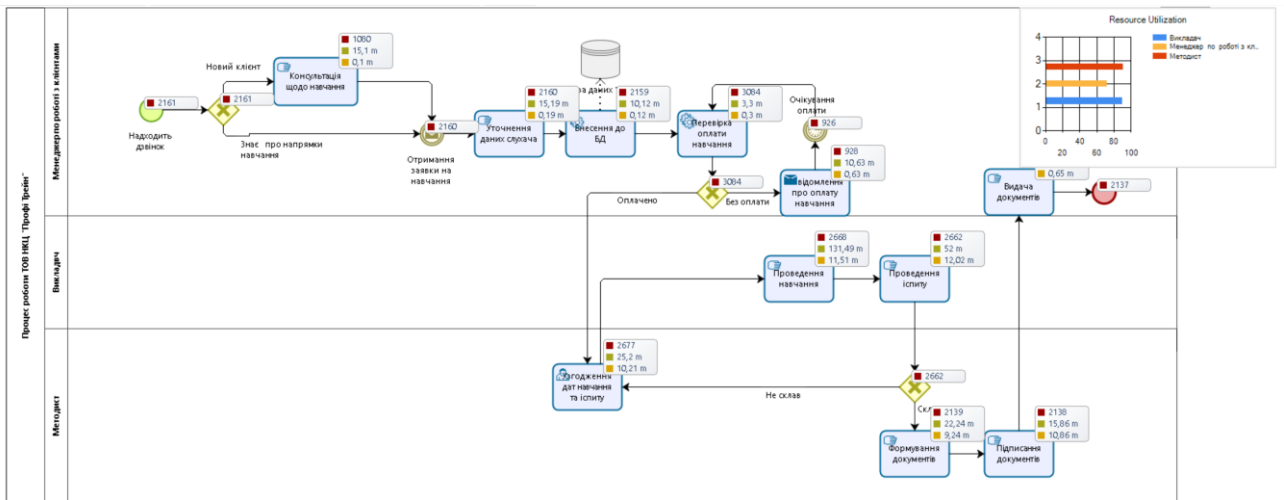 Процес роботи ТОВ НКЦ "Профі Трейн"
Менеджер по роботі з клієнтами
Викладач
Методист
2161
Надходить
дзвінок
2161
Новий клієнт
Знає про напрямки
навчання
1080
15,1 m
0,1 m
Консультація
щодо навчання
2160
Отримання
заявки на
навчання
2160
15,19 m
0,19 m
Уточнення
даних слухача
даних
2159
10,12 m
0,12 m
Внесення до
БД
3084
3,3 m
0,3 m
Перевірка
оплати
навчання
Очікування
оплати
926
928
10,63 m
0,63 m
про оплату
навчання
3084
Оплачено
Без оплати
0,65 m
Видача
документів
2137
2668
131,49 m
11,51 m
Проведення
навчання
2662
52 m
12,02 m
Проведення
іспиту
2677
25,2 m
10,21 m
дат навчання
та іспиту
2662
Не склав
2139
22,24 m
9,24 m
Формування
документів
2138
15,86 m
10,86 m
Підписання
документів
Resource Utilization
4
3
2
1
0
0 20 40 60 80 100
Викладач
Менеджер по роботі з кл...
Методист